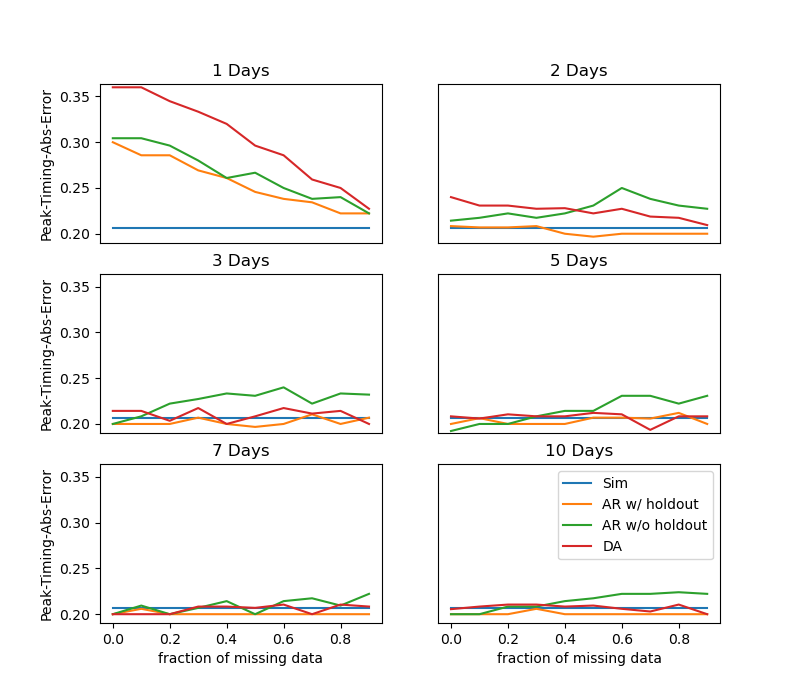 1 Days
2 Days
Peak-Timing-Abs-Error
0.35
0.30
0.25
0.20
3 Days
5 Days
Peak-Timing-Abs-Error
0.35
0.30
0.25
0.20
7 Days
10 Days
Peak-Timing-Abs-Error
0.35
0.30
0.25
0.20
Sim
AR w/ holdout
AR w/o holdout
DA
0.0 0.2 0.4 0.6 0.8
fraction of missing data
0.0 0.2 0.4 0.6 0.8
fraction of missing data